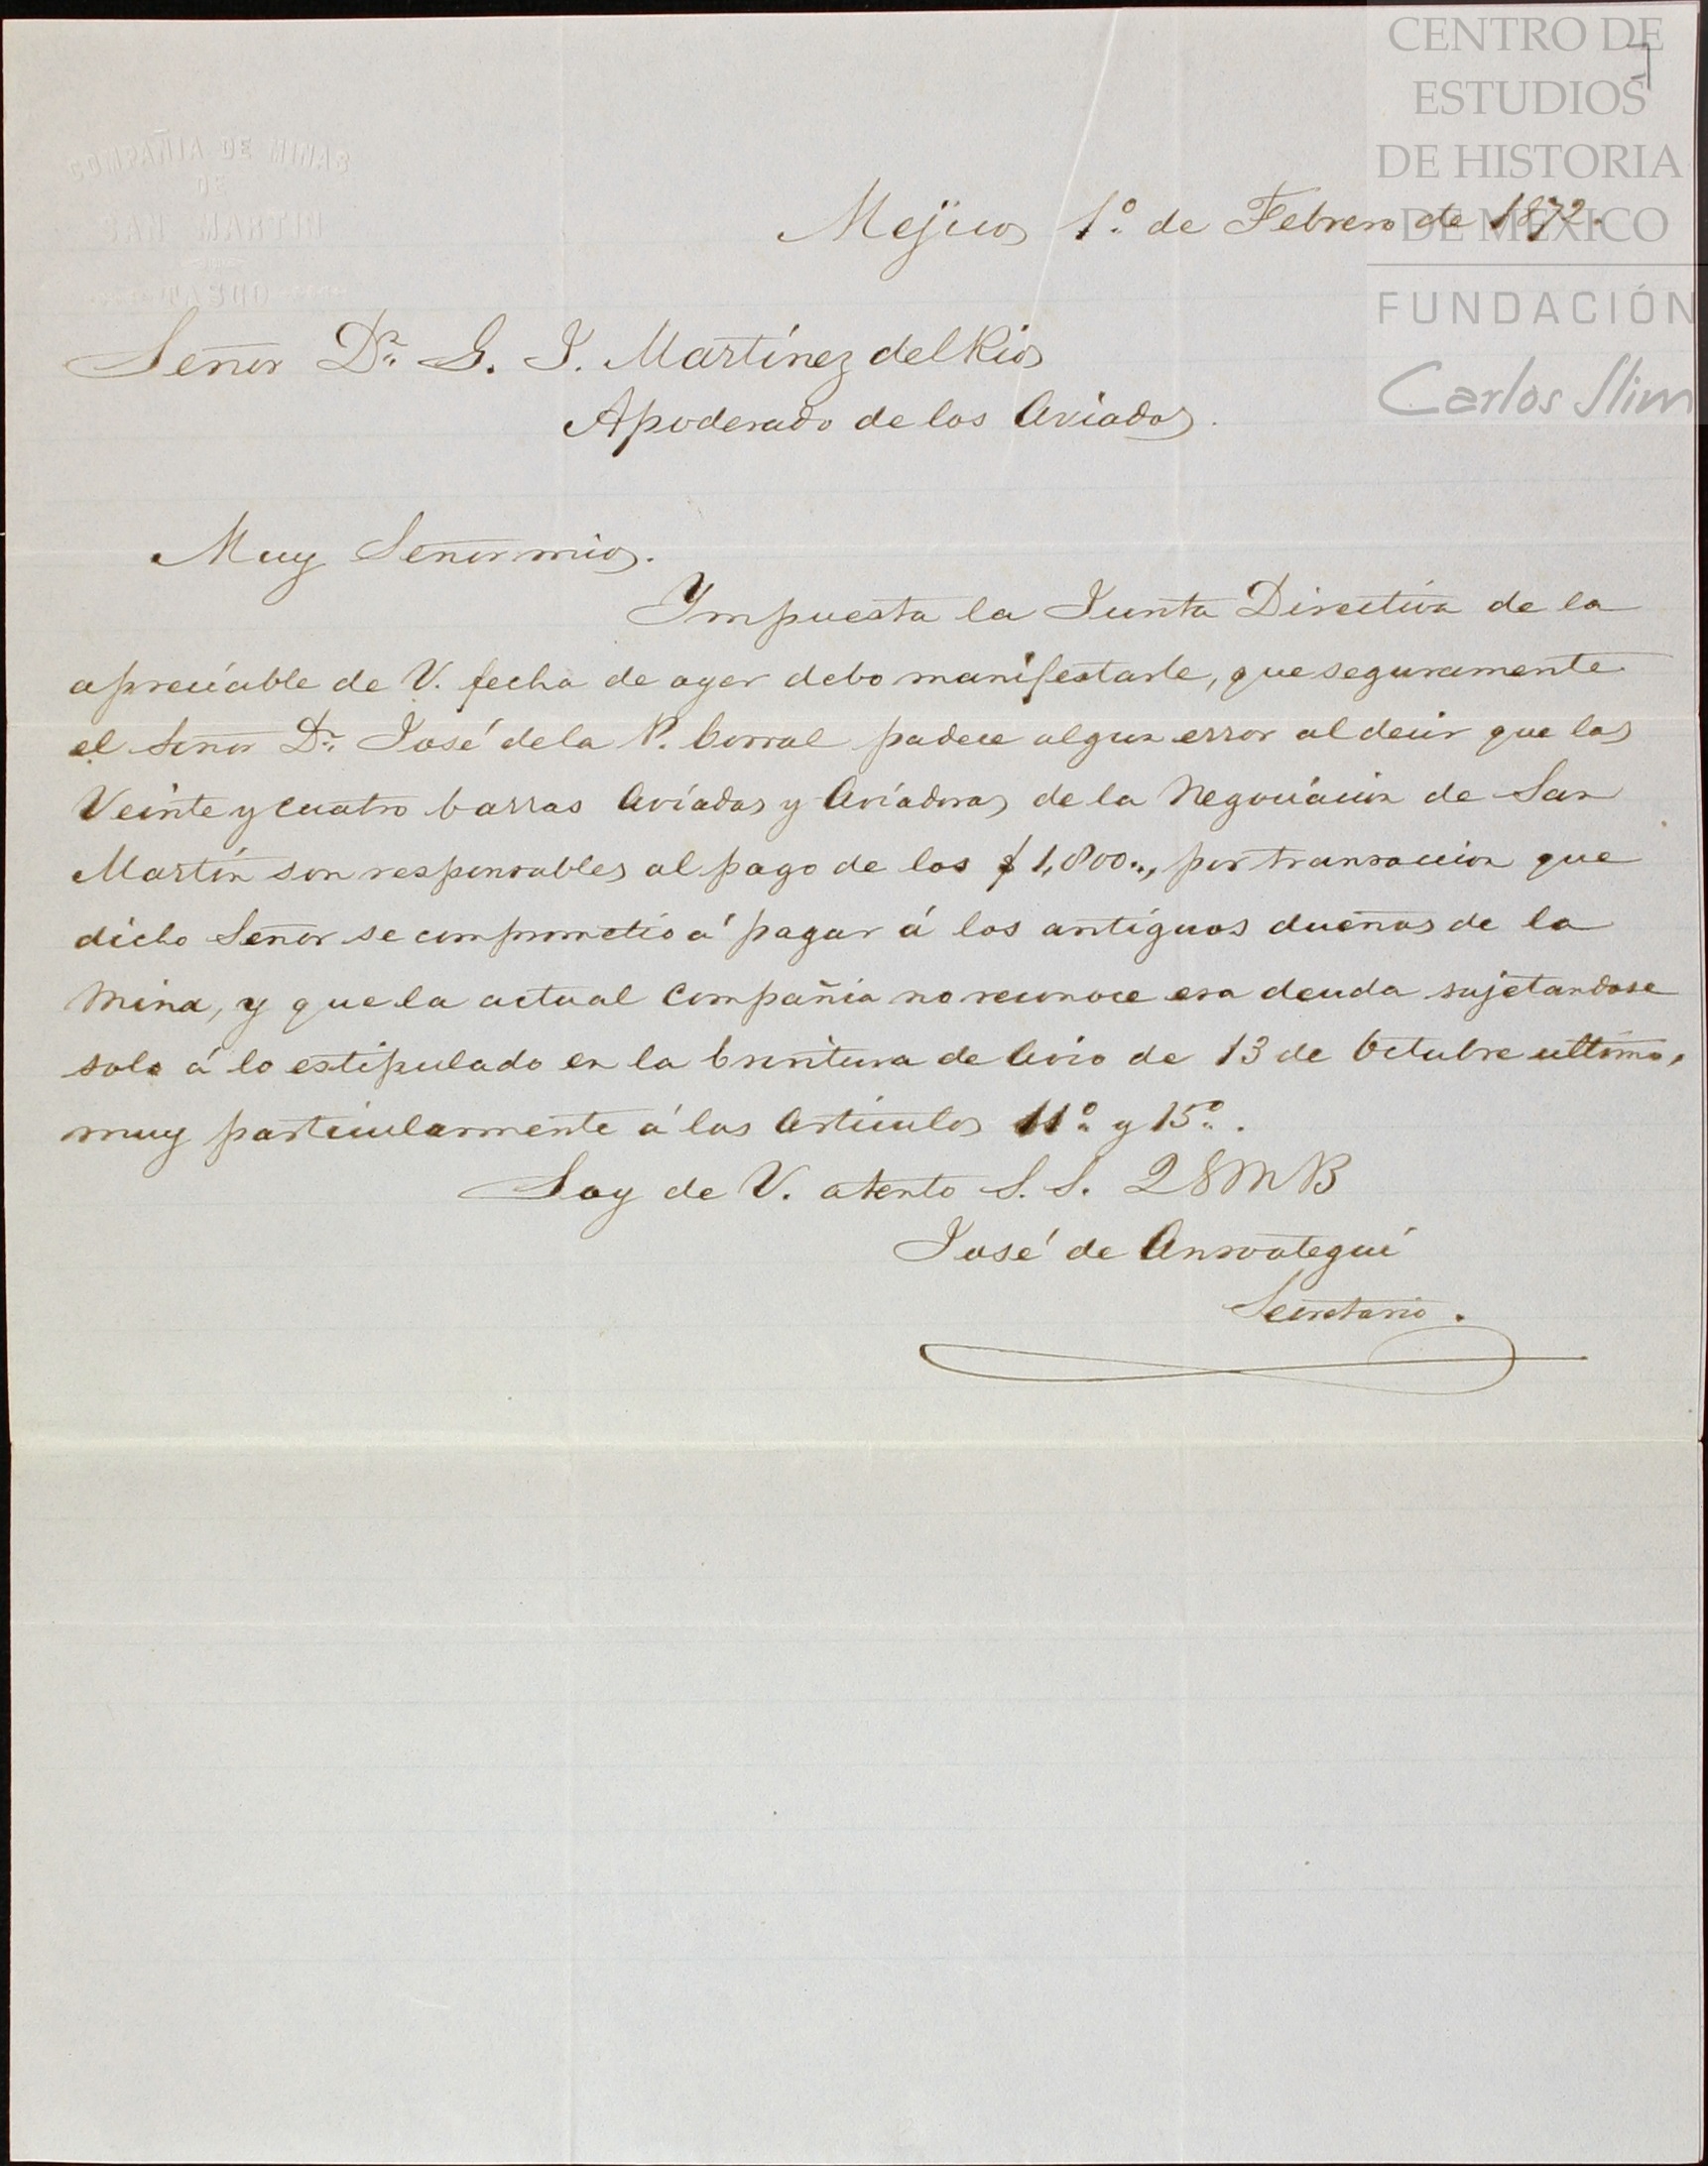 CENTRO DE
ESTUDIOS
DE HISTORIA
DE MÉXICO
FUNDACIÓN
Carlos Slim
COMPAÑIA DE MINAS
DE
SAN MARTIN
TASCO
Mejico 1º de Febrero de 1872.
Señor Dn. G. J. Martínez del Rio
Apoderado de los Aviados.
Muy Señor mio.
Impuesta la Junta Directiva de la
apreciable de V. fecha de ayer debo manifestarle, que seguramente
el Señor Dn. José de la P. Corral padece algun error al decir que las
Veinte y cuatro barras Aviadas y Aviadoras de la Negociacion de San
Martín son responsables al pago de los $1,800.., por transaccion que
dicho Señor se comprometió á pagar á los antiguos dueños de la
Mina, y que la actual Compañia no reconoce esa deuda sujetandose
solo á lo estipulado en la Escritura de Avio de 13 de Octubre ultimo,
muy particularmente á los Articulos 11º y 15º.
Soy de V. atento S. S. Q B M B
José de Ansoategui
Secretario.